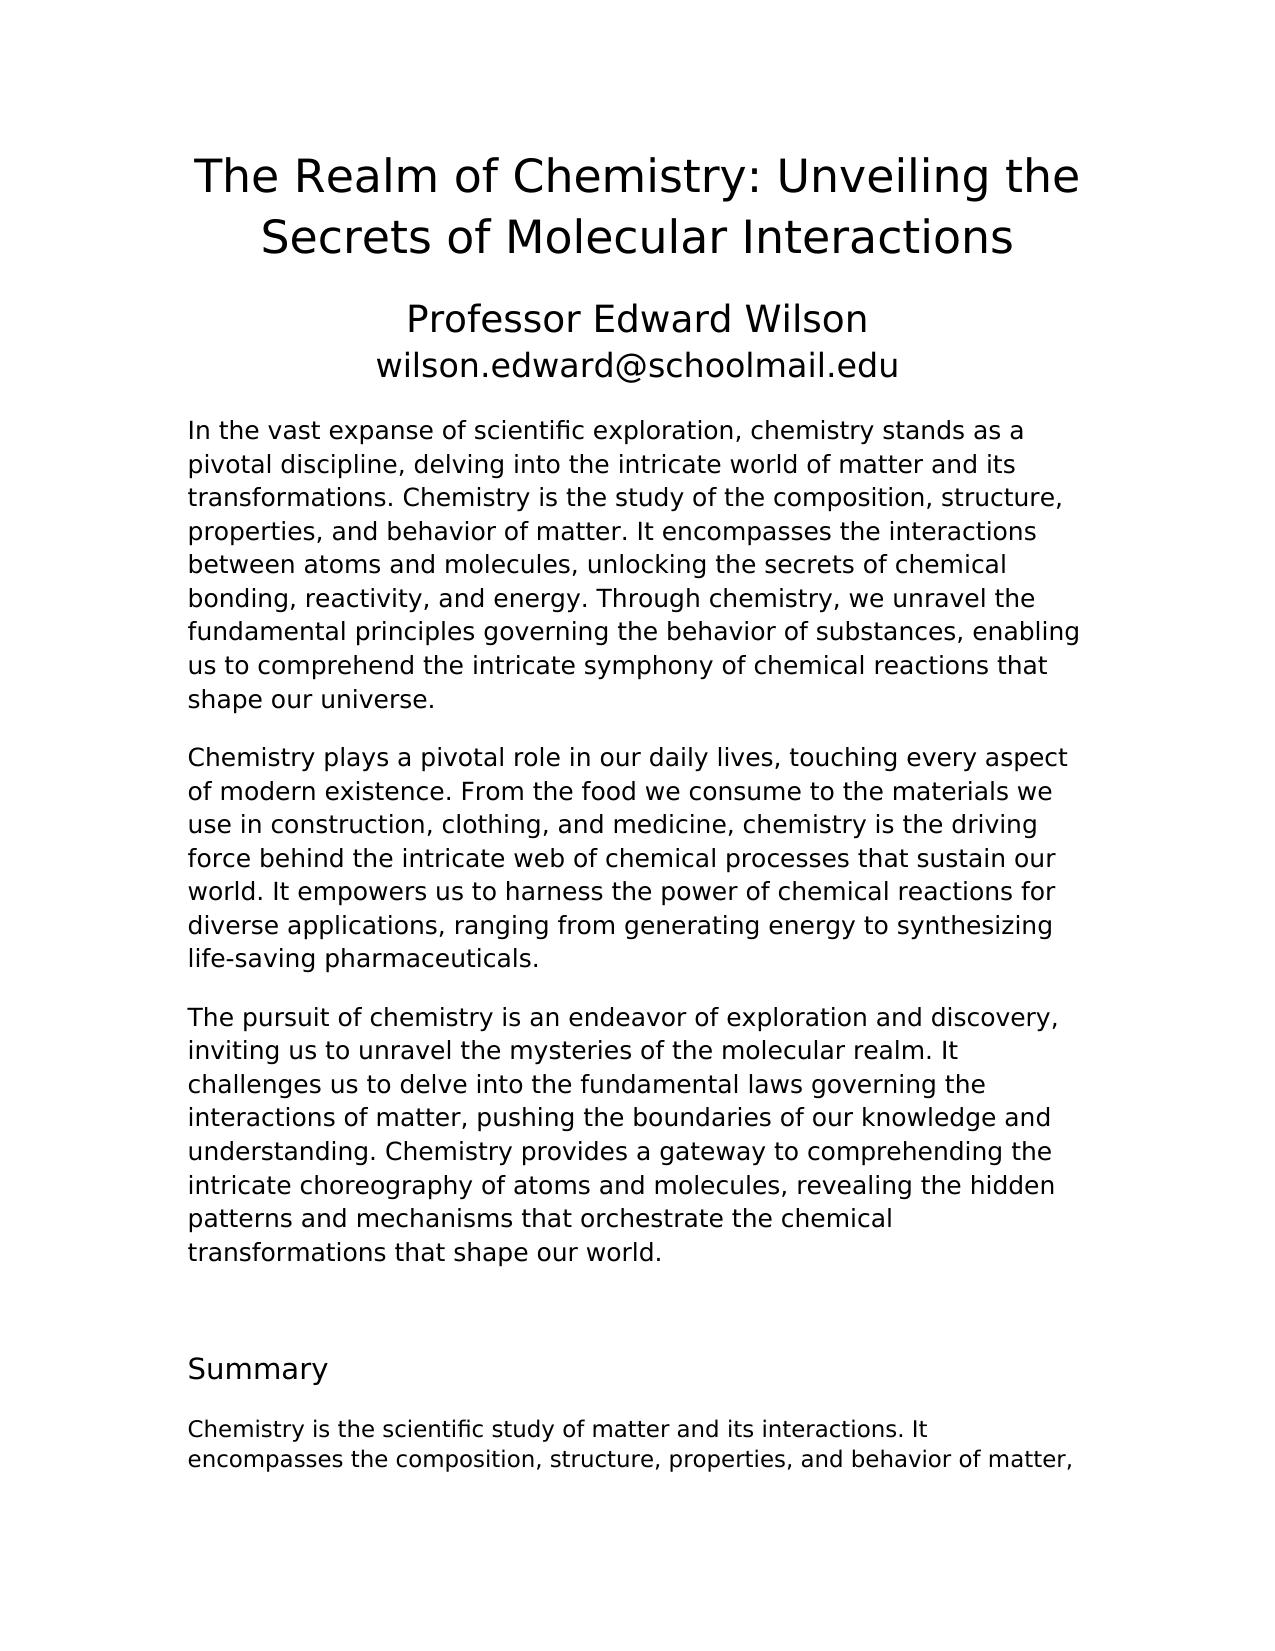 The Realm of Chemistry: Unveiling the
Secrets of Molecular Interactions
Professor Edward Wilson
wilson.edward@schoolmail.edu
In the vast expanse of scientific exploration, chemistry stands as a
pivotal discipline, delving into the intricate world of matter and its
transformations. Chemistry is the study of the composition, structure,
properties, and behavior of matter. It encompasses the interactions
between atoms and molecules, unlocking the secrets of chemical
bonding, reactivity, and energy. Through chemistry, we unravel the
fundamental principles governing the behavior of substances, enabling
us to comprehend the intricate symphony of chemical reactions that
shape our universe.
Chemistry plays a pivotal role in our daily lives, touching every aspect
of modern existence. From the food we consume to the materials we
use in construction, clothing, and medicine, chemistry is the driving
force behind the intricate web of chemical processes that sustain our
world. It empowers us to harness the power of chemical reactions for
diverse applications, ranging from generating energy to synthesizing
life-saving pharmaceuticals.
The pursuit of chemistry is an endeavor of exploration and discovery,
inviting us to unravel the mysteries of the molecular realm. It
challenges us to delve into the fundamental laws governing the
interactions of matter, pushing the boundaries of our knowledge and
understanding. Chemistry provides a gateway to comprehending the
intricate choreography of atoms and molecules, revealing the hidden
patterns and mechanisms that orchestrate the chemical
transformations that shape our world.
Summary
Chemistry is the scientific study of matter and its interactions. It
encompasses the composition, structure, properties, and behavior of matter,